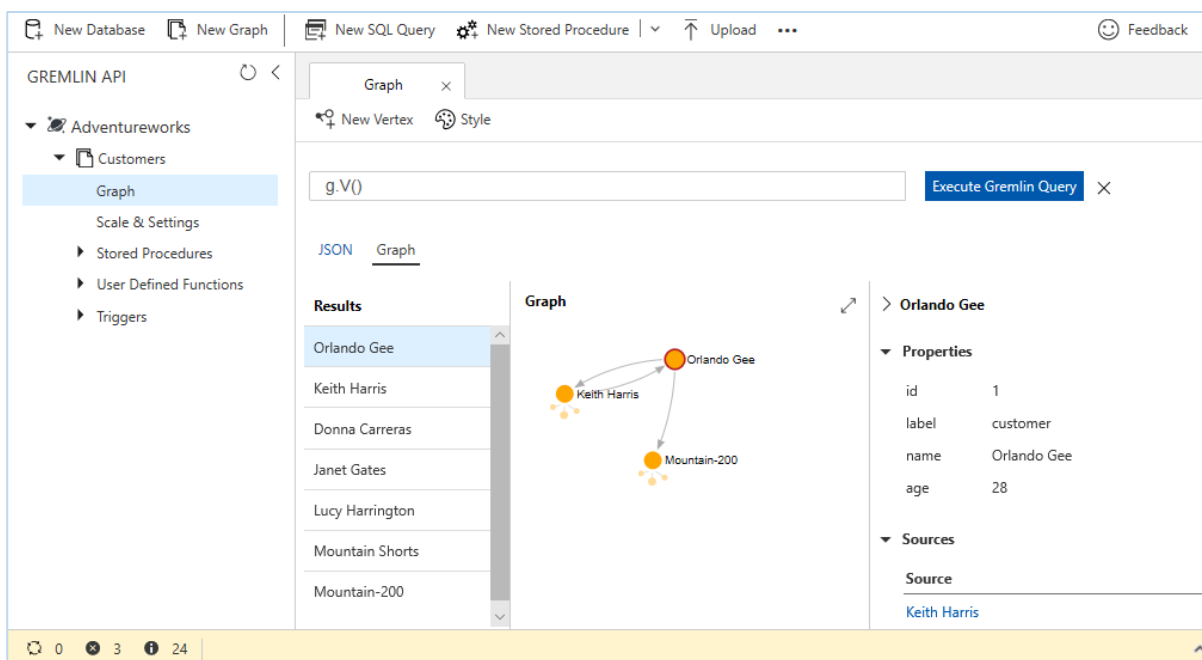 New Database New Graph New SQL Query New Stored Procedure Upload ••• Feedback
GREMLIN API
Adventureworks
Customers
Graph
Scale & Settings
Stored Procedures
User Defined Functions
Triggers
Graph
New Vertex Style
g.V()
Execute Gremlin Query
JSON Graph
Results
Orlando Gee
Keith Harris
Donna Carreras
Janet Gates
Lucy Harrington
Mountain Shorts
Mountain-200
Graph
Orlando Gee
Keith Harris
Mountain-200
Orlando Gee
Properties
id 1
label customer
name Orlando Gee
age 28
Sources
Source
Keith Harris
0 3 24